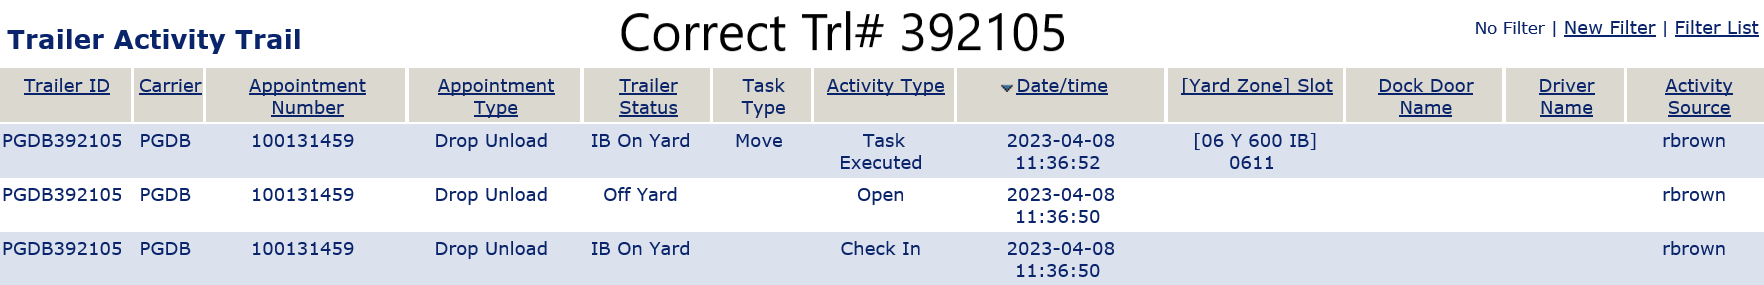 Trailer Activity Trail
Correct Trl# 392105
No Filter | New Filter | Filter List
Trailer ID Carrier Appointment Number Appointment Type Trailer Status Task Type Activity Type Date/time [Yard Zone] Slot Dock Door Name Driver Name Activity Source
PGDB392105 PGDB 100131459 Drop Unload IB On Yard Move Task Executed 2023-04-08 11:36:52 [06 Y 600 IB] 0611 rbrown
PGDB392105 PGDB 100131459 Drop Unload Off Yard Open 2023-04-08 11:36:50 rbrown
PGDB392105 PGDB 100131459 Drop Unload IB On Yard Check In 2023-04-08 11:36:50 rbrown